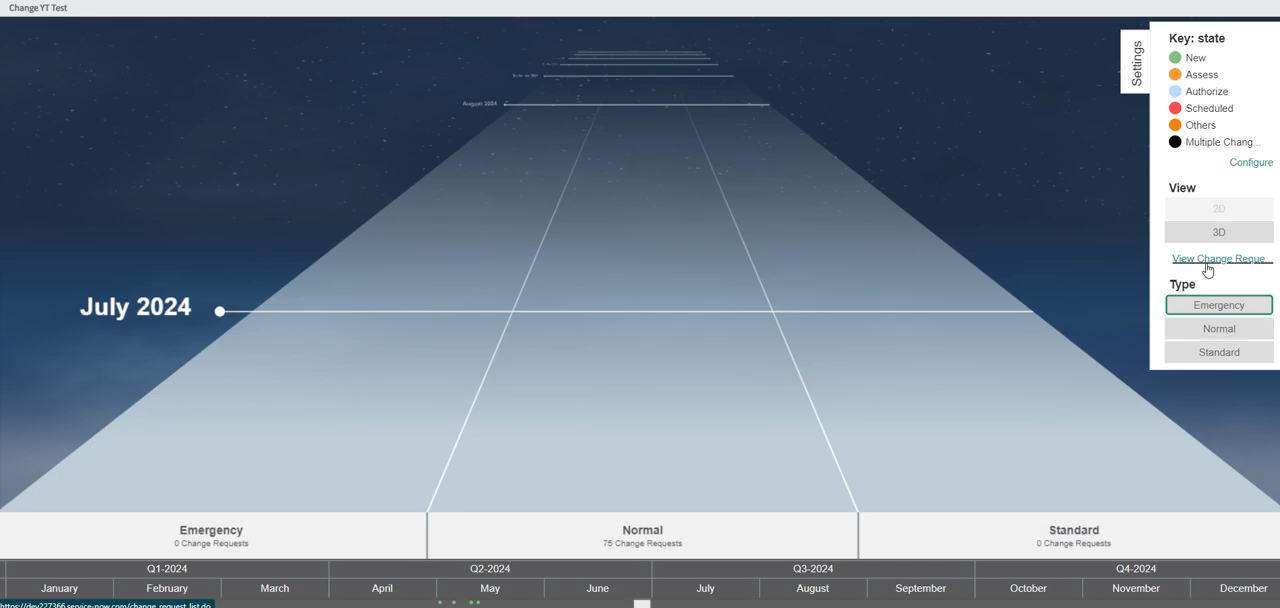 Change YT Test
Settings
Key: state
New
Assess
Authorize
Scheduled
Others
Multiple Chang...
Configure
View
2D
3D
View Change Reque...
Type
Emergency
Normal
Standard
August 2024
July 2024
Emergency
0 Change Requests
Normal
75 Change Requests
Standard
0 Change Requests
Q1-2024
Q2-2024
Q3-2024
Q4-2024
January
February
March
April
May
June
July
August
September
October
November
December
https://dev227366.service-now.com/change_request_list.do